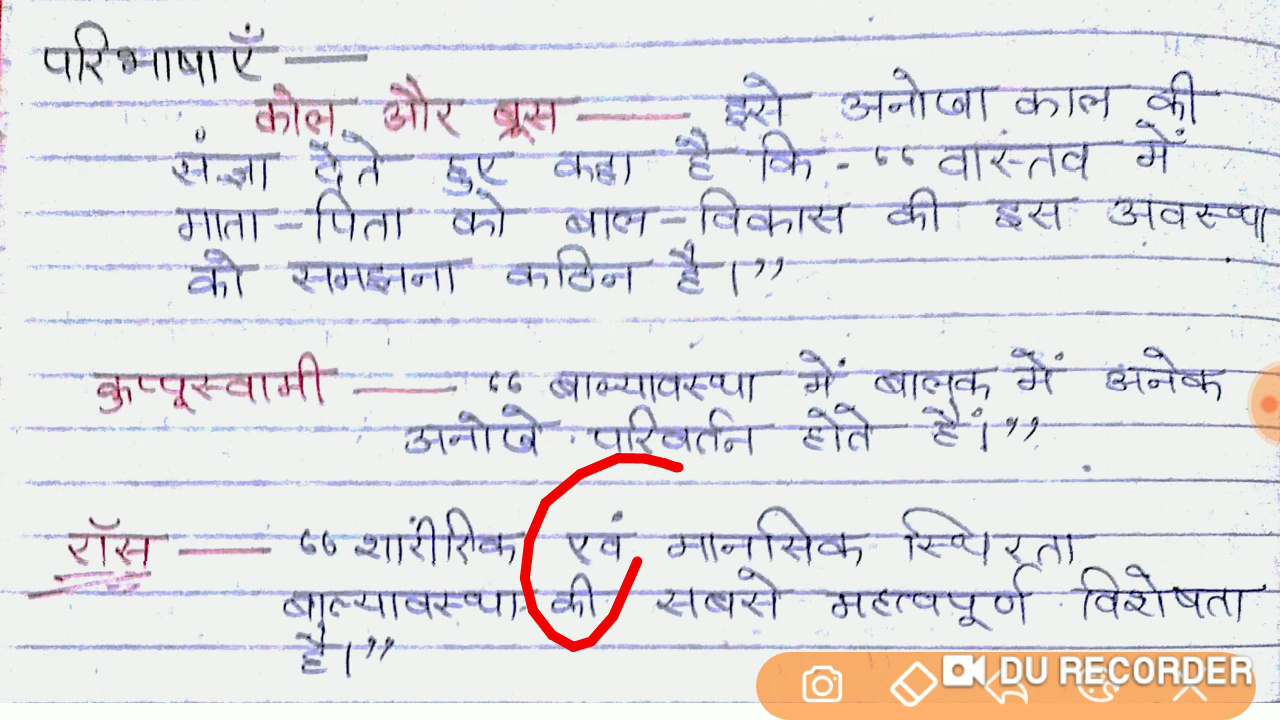 परिभाषाएँ —
कोल और ब्रूस — इसे अनोखा काल की
संज्ञा देते हुए कहा है कि - “ वास्तव में
माता - पिता को बाल - विकास की इस अवस्था
को समझना कठिन है। ”
कुप्पूस्वामी — “ बाल्यावस्था में बालक में अनेक
अनोखे परिवर्तन होते हैं। ”
रॉस — “ शारीरिक एवं मानसिक स्थिरता
बाल्यावस्था की सबसे महत्वपूर्ण विशेषता
है। ”
DU RECORDER